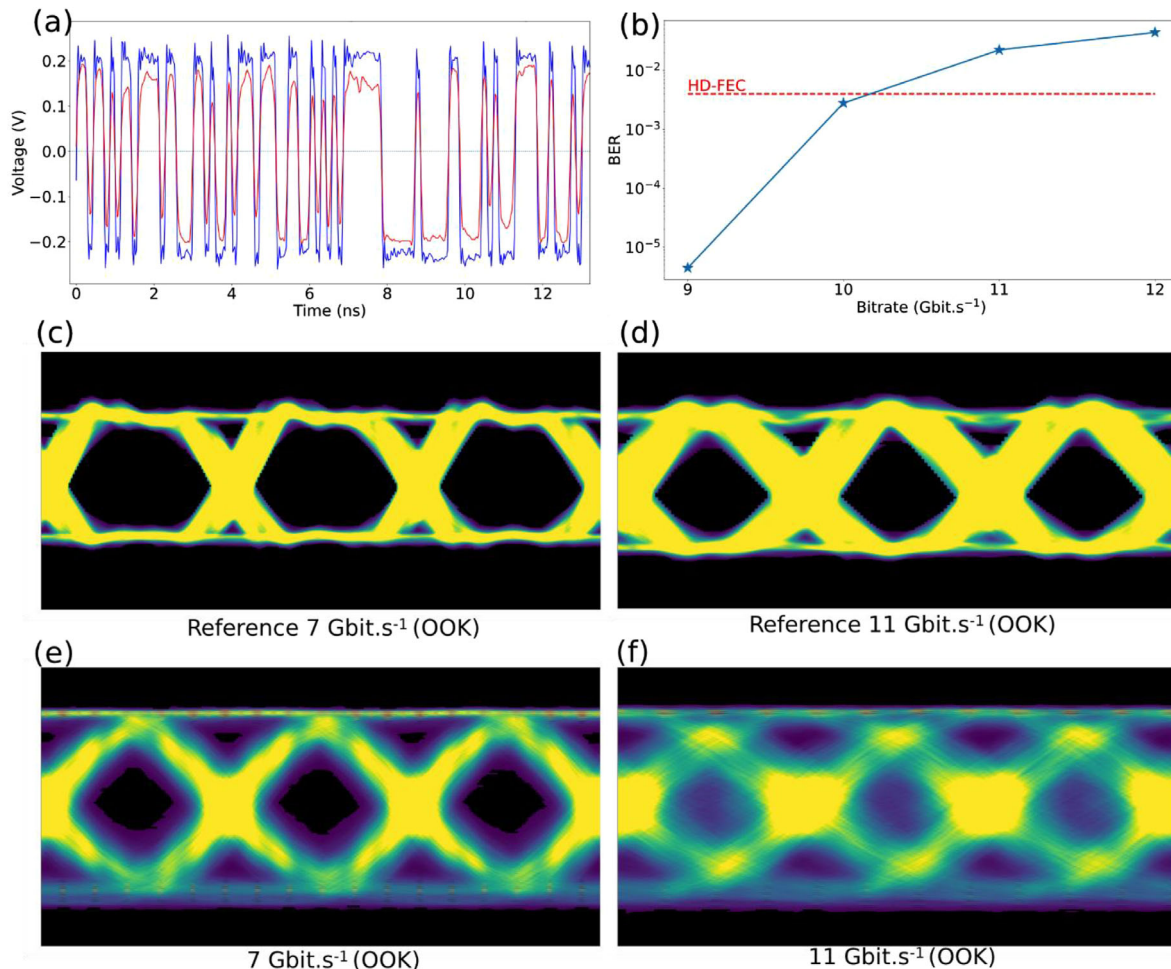 (a)
Voltage (V)
0.2
0.1
0.0
−0.1
−0.2
0 2 4 6 8 10 12
Time (ns)
(b)
BER
10⁻²
10⁻³
10⁻⁴
10⁻⁵
HD-FEC
9 10 11 12
Bitrate (Gbit.s⁻¹)
(c)
Reference 7 Gbit.s⁻¹ (OOK)
(d)
Reference 11 Gbit.s⁻¹ (OOK)
(e)
7 Gbit.s⁻¹ (OOK)
(f)
11 Gbit.s⁻¹ (OOK)